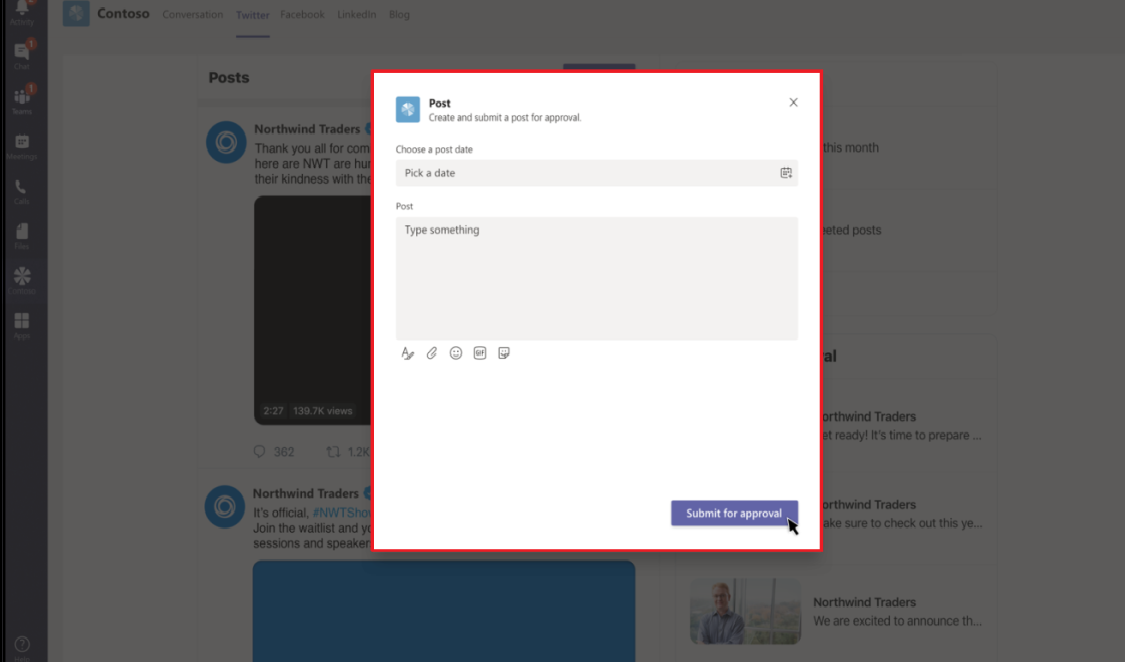 Contoso
Conversation
Twitter
Facebook
LinkedIn
Blog
Activity
1
Chat
1
Teams
Meetings
Calls
Files
Contoso
Apps
Posts
Northwind Traders
Thank you all for com
here are NWT are hu
their kindness with the
2:27 139.7K views
382
1.2K
Northwind Traders
It's official, #NWTSho
Join the waitlist and yo
sessions and speaker
Post
Create and submit a post for approval.
Choose a post date
Pick a date
Post
Type something
GIF
Submit for approval
this month
eeted posts
al
orthwind Traders
et ready! It's time to prepare ...
orthwind Traders
ake sure to check out this ye...
Northwind Traders
We are excited to announce th...